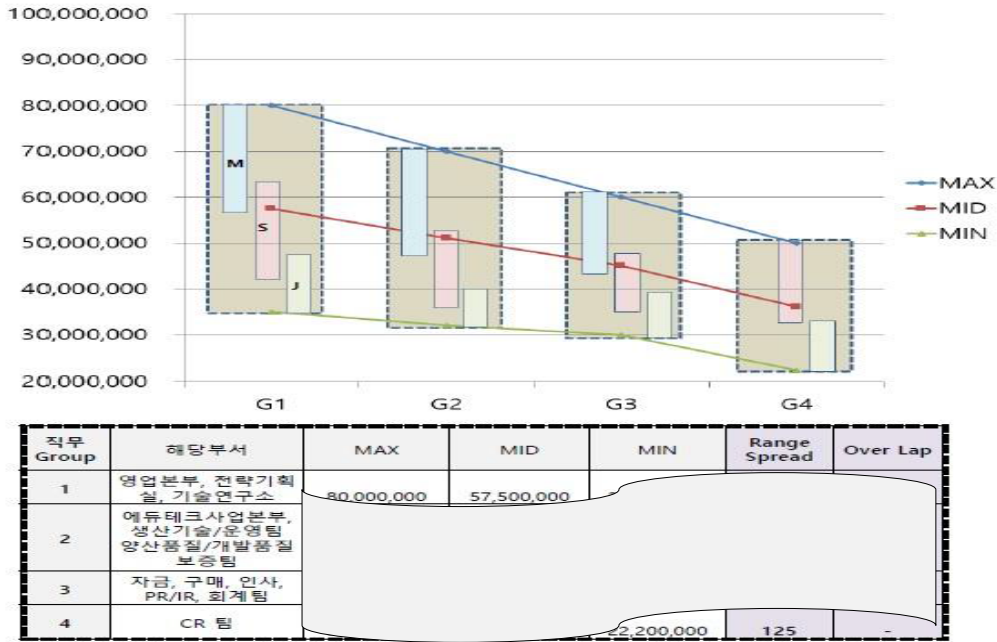 100,000,000
90,000,000
80,000,000
70,000,000
60,000,000
50,000,000
40,000,000
30,000,000
20,000,000
M
S
J
MAX
MID
MIN
G1 G2 G3 G4
직무 Group 해당부서 MAX MID MIN Range Spread Over Lap
1 영업본부, 전략기획
실, 기술연구소 80,000,000 57,500,000
에듀테크사업본부,
생산기술/운영팀
2 양산품질/개발품질
보증팀
3 자금, 구매, 인사,
PR/IR, 회계팀
4 CR 팀 22,200,000 125 -